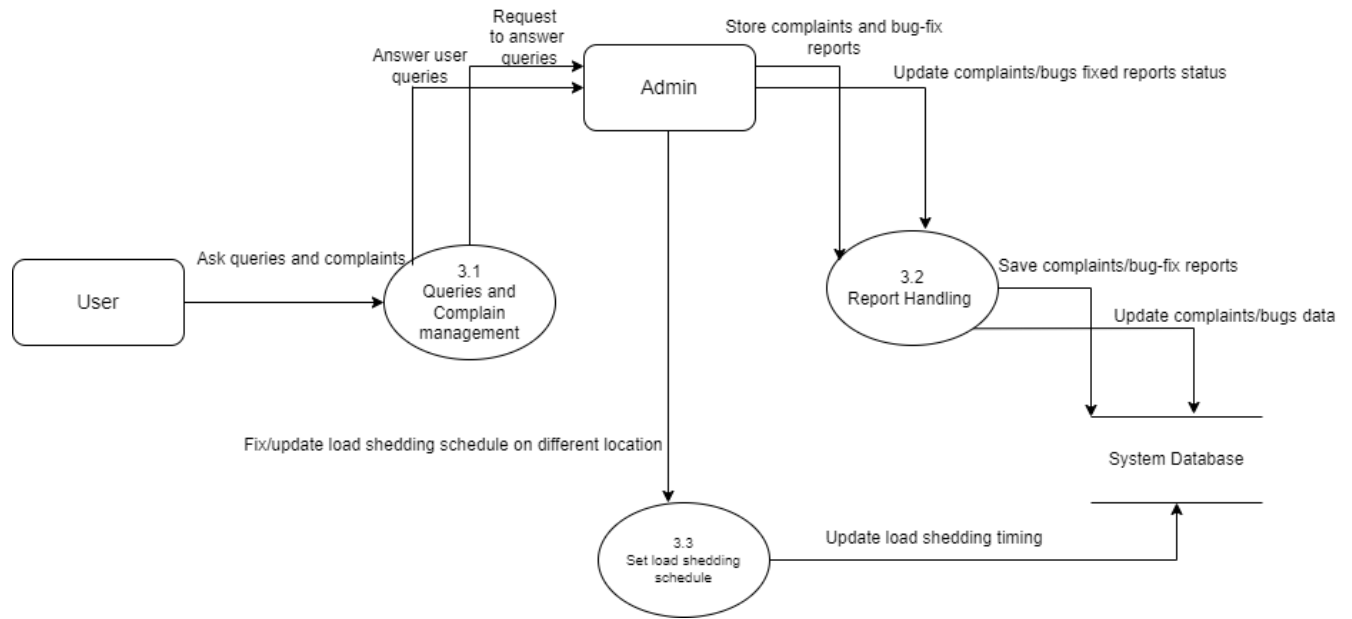 Request
to answer
queries
Answer user
queries
Store complaints and bug-fix
reports
Admin
Update complaints/bugs fixed reports status
Ask queries and complaints
User
3.1
Queries and
Complain
management
3.2
Report Handling
Save complaints/bug-fix reports
Update complaints/bugs data
Fix/update load shedding schedule on different location
System Database
3.3
Set load shedding
schedule
Update load shedding timing